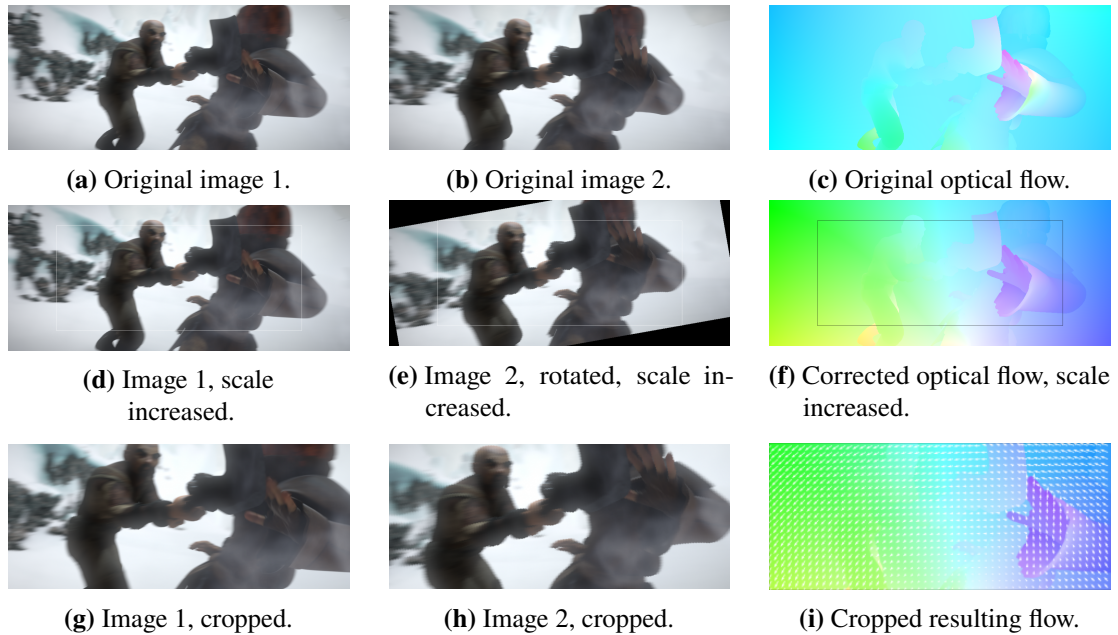 (a) Original image 1.
(b) Original image 2.
(c) Original optical flow.
(d) Image 1, scale
increased.
(e) Image 2, rotated, scale in-
creased.
(f) Corrected optical flow, scale
increased.
(g) Image 1, cropped.
(h) Image 2, cropped.
(i) Cropped resulting flow.